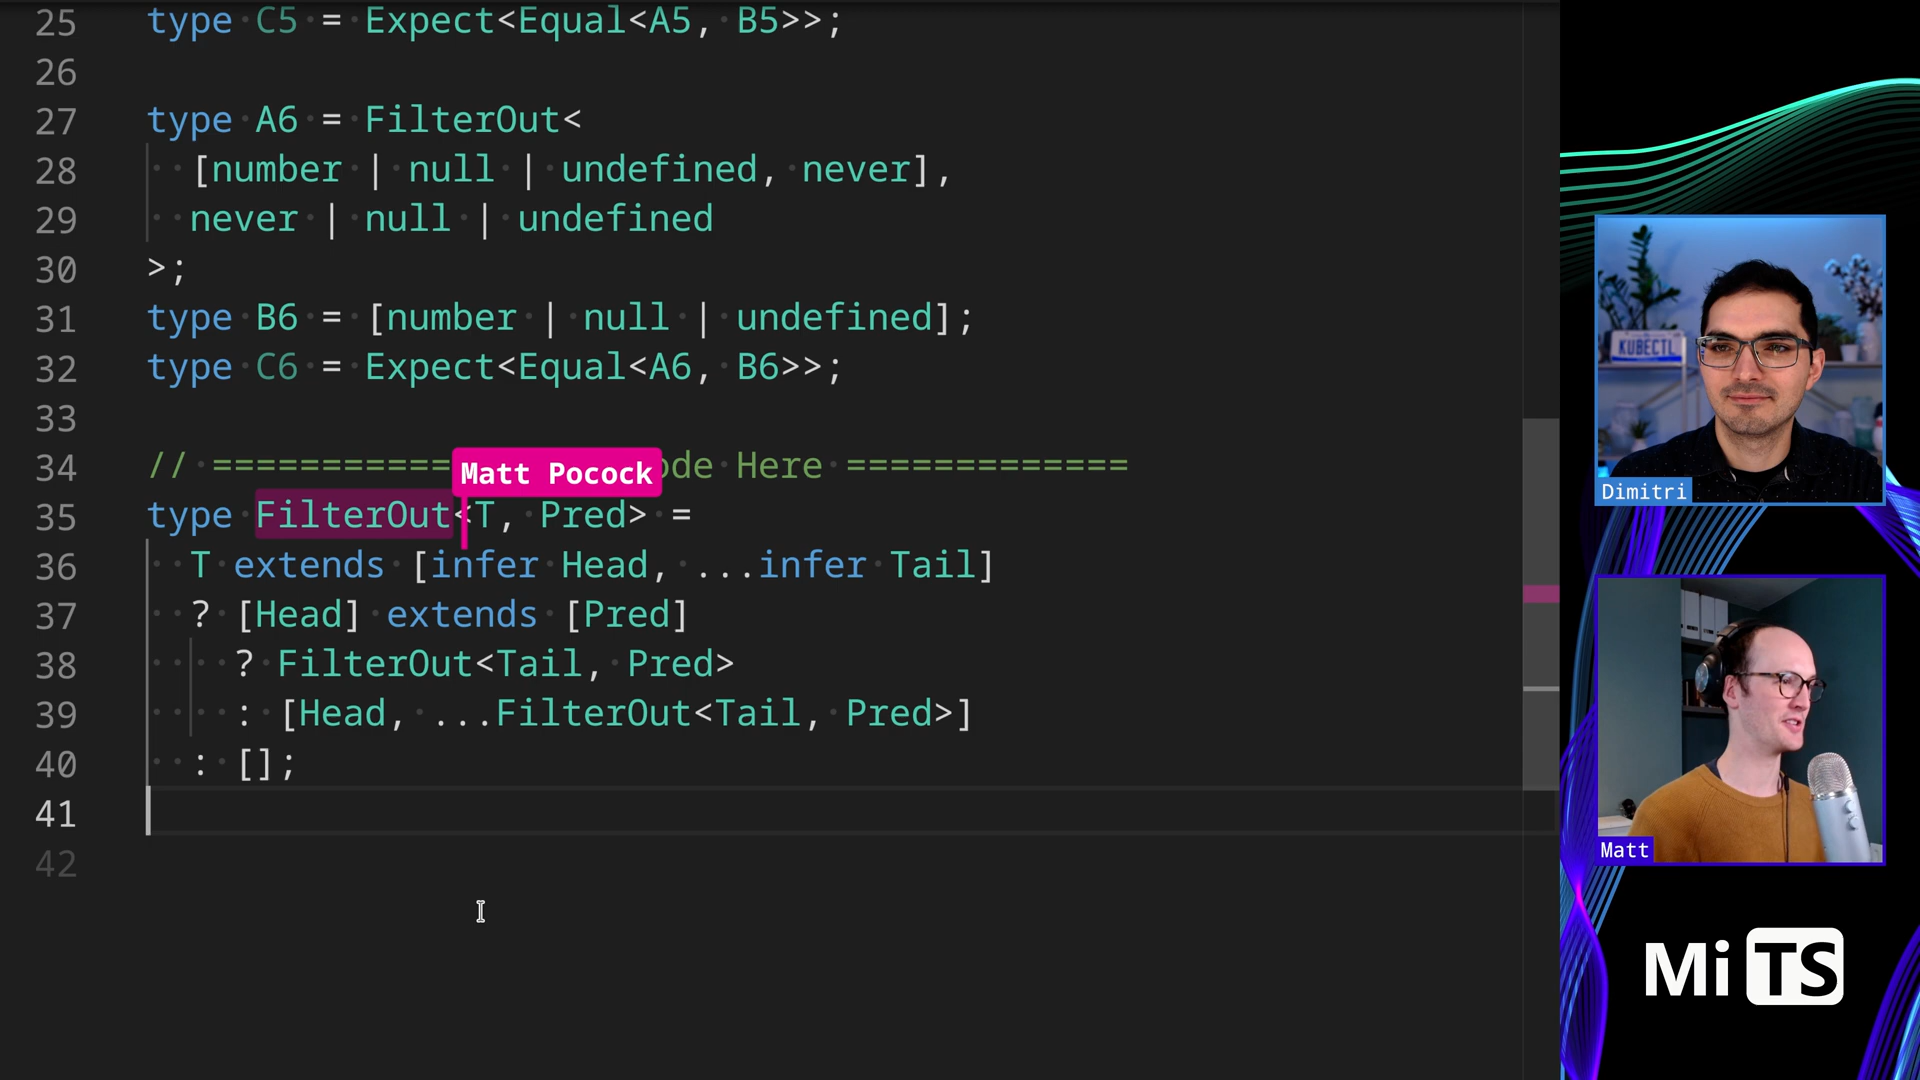 25 type C5 = Expect<Equal<A5, B5>>;
26
27 type A6 = FilterOut<
28 [number | null | undefined, never],
29 never | null | undefined
30 >;
31 type B6 = [number | null | undefined];
32 type C6 = Expect<Equal<A6, B6>>;
33
34 // =========== ode Here =============
Matt Pocock
35 type FilterOut<T, Pred> =
36 T extends [infer Head, ...infer Tail]
37 ? [Head] extends [Pred]
38 ? FilterOut<Tail, Pred>
39 : [Head, ...FilterOut<Tail, Pred>]
40 : [];
41
42
KUBECTL
Dimitri
Matt
Mi TS